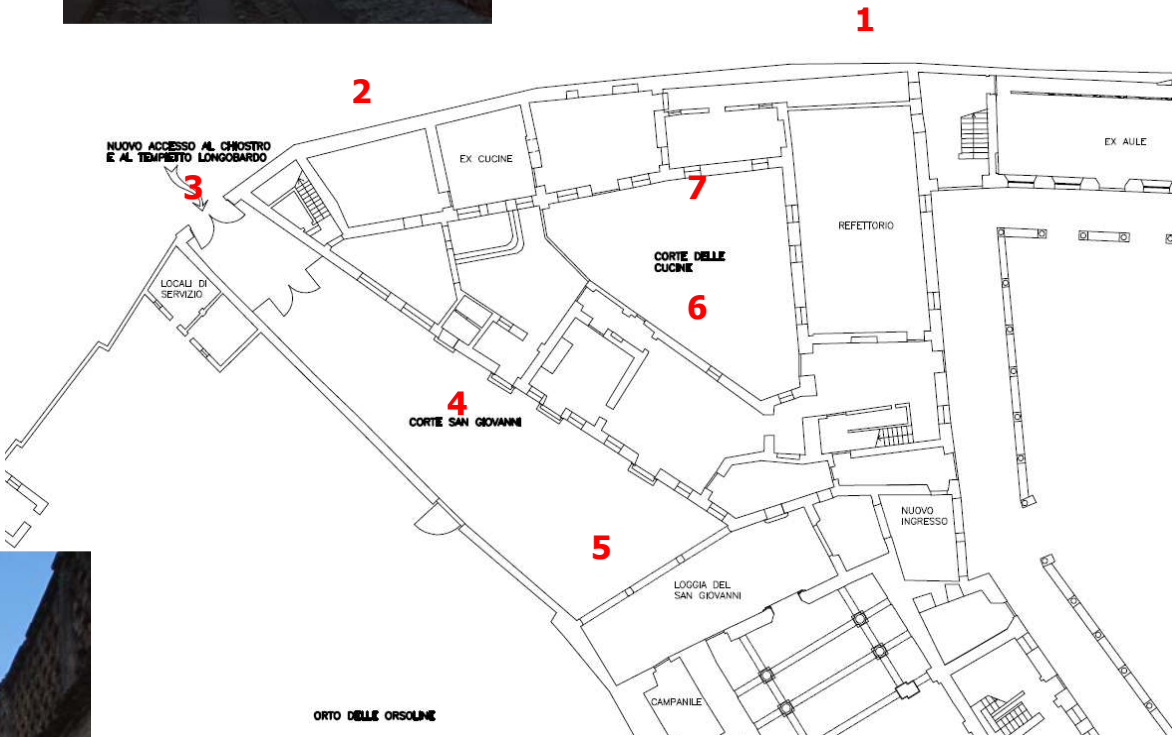 1
2
NUOVO ACCESSO AL CHIOSTRO
E AL TEMPIETTO LONGOBARDO
3
EX CUCINE
EX AULE
7
REFETTORIO
CORTE DELLE
CUCINE
LOCALI DI
SERVIZIO
6
4
CORTE SAN GIOVANNI
5
NUOVO
INGRESSO
LOGGIA DEL
SAN GIOVANNI
CAMPANILE
ORTO DELLE ORSOLINE